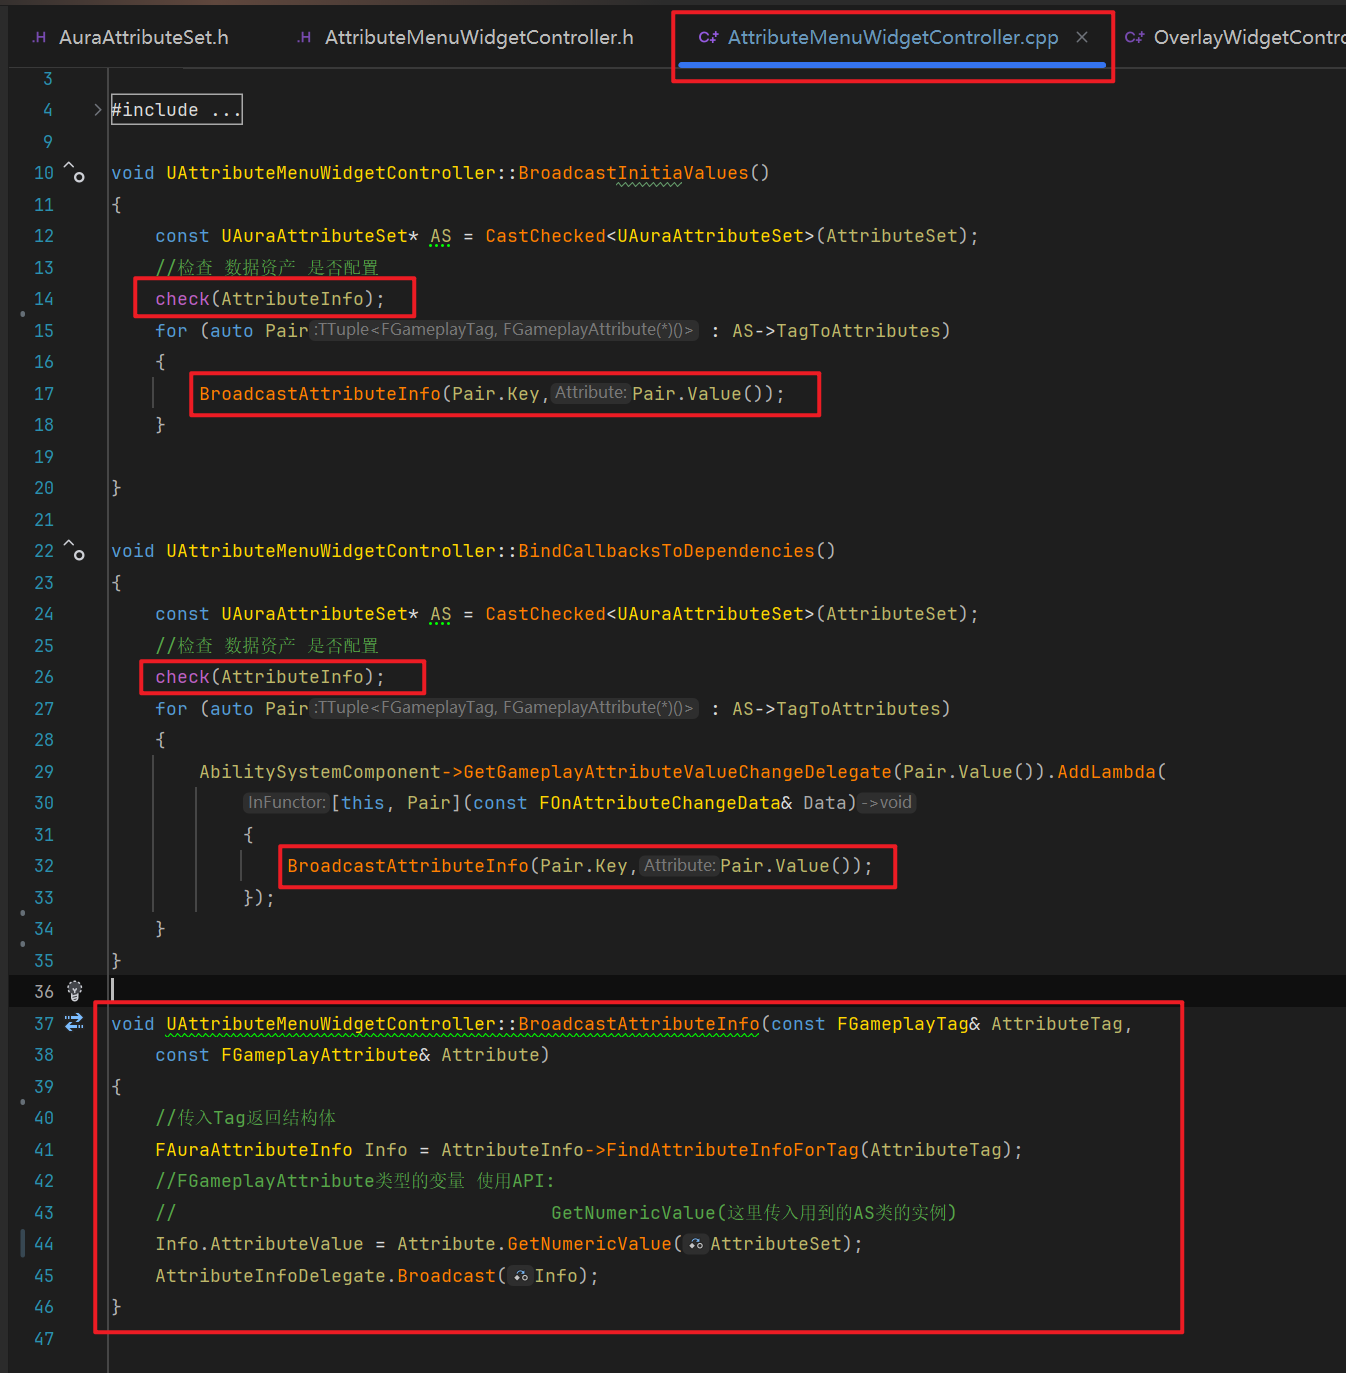 .H AuraAttributeSet.h .H AttributeMenuWidgetController.h C++ AttributeMenuWidgetController.cpp × C++ OverlayWidgetContro
3
4 > #include ...
9
10 void UAttributeMenuWidgetController::BroadcastInitiaValues()
11 {
12 const UAuraAttributeSet* AS = CastChecked<UAuraAttributeSet>(AttributeSet);
13 //检查 数据资产 是否配置
14 check(AttributeInfo);
15 for (auto Pair :TTuple<FGameplayTag, FGameplayAttribute(*)()> : AS->TagToAttributes)
16 {
17 BroadcastAttributeInfo(Pair.Key, Attribute: Pair.Value());
18 }
19
20 }
21
22 void UAttributeMenuWidgetController::BindCallbacksToDependencies()
23 {
24 const UAuraAttributeSet* AS = CastChecked<UAuraAttributeSet>(AttributeSet);
25 //检查 数据资产 是否配置
26 check(AttributeInfo);
27 for (auto Pair :TTuple<FGameplayTag, FGameplayAttribute(*)()> : AS->TagToAttributes)
28 {
29 AbilitySystemComponent->GetGameplayAttributeValueChangeDelegate(Pair.Value()).AddLambda(
30 InFunctor: [this, Pair](const FOnAttributeChangeData& Data) ->void
31 {
32 BroadcastAttributeInfo(Pair.Key, Attribute: Pair.Value());
33 });
34 }
35 }
36
37 void UAttributeMenuWidgetController::BroadcastAttributeInfo(const FGameplayTag& AttributeTag,
38 const FGameplayAttribute& Attribute)
39 {
40 //传入Tag返回结构体
41 FAuraAttributeInfo Info = AttributeInfo->FindAttributeInfoForTag(AttributeTag);
42 //FGameplayAttribute类型的变量 使用API:
43 // GetNumericValue(这里传入用到的AS类的实例)
44 Info.AttributeValue = Attribute.GetNumericValue(AttributeSet);
45 AttributeInfoDelegate.Broadcast(Info);
46 }
47